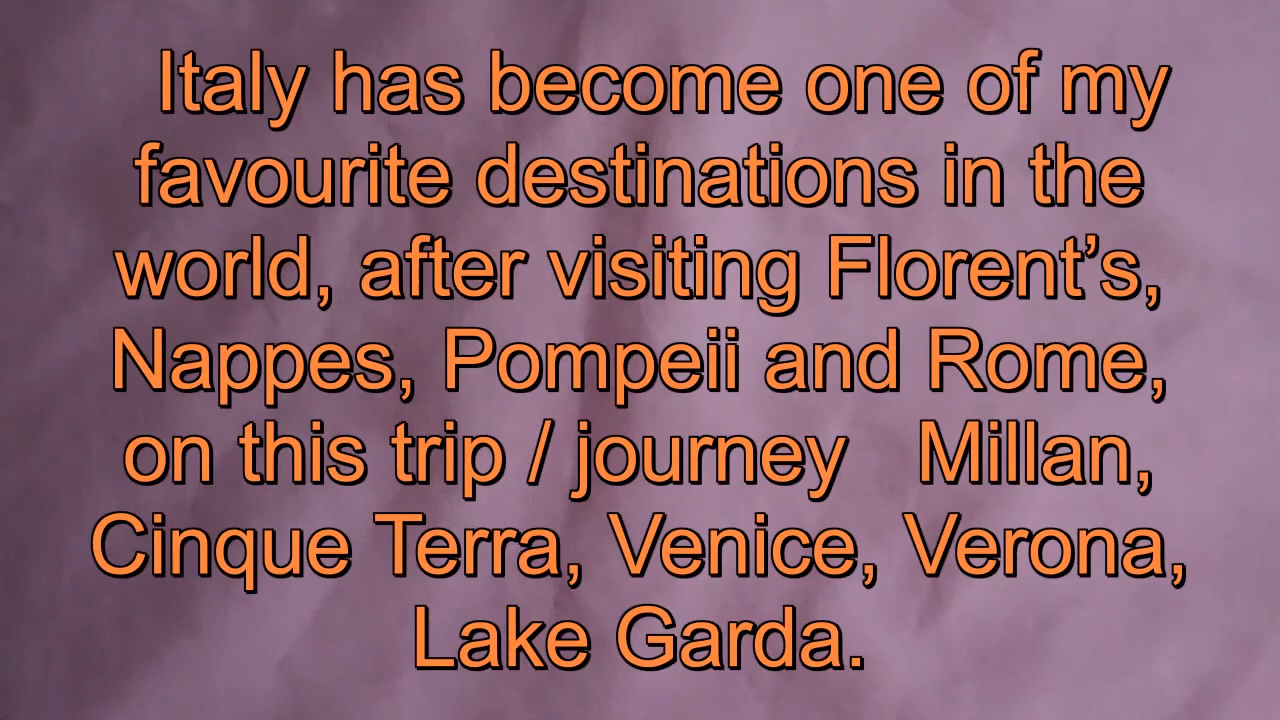 Italy has become one of my
favourite destinations in the
world, after visiting Florent’s,
Nappes, Pompeii and Rome,
on this trip / journey   Millan,
Cinque Terra, Venice, Verona,
Lake Garda.